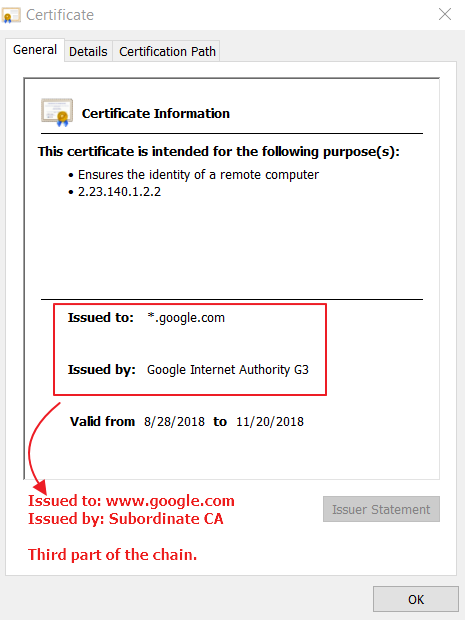 Certificate
General Details Certification Path
Certificate Information
This certificate is intended for the following purpose(s):
• Ensures the identity of a remote computer
• 2.23.140.1.2.2
Issued to: *.google.com
Issued by: Google Internet Authority G3
Valid from 8/28/2018 to 11/20/2018
Issued to: www.google.com
Issued by: Subordinate CA
Issuer Statement
Third part of the chain.
OK